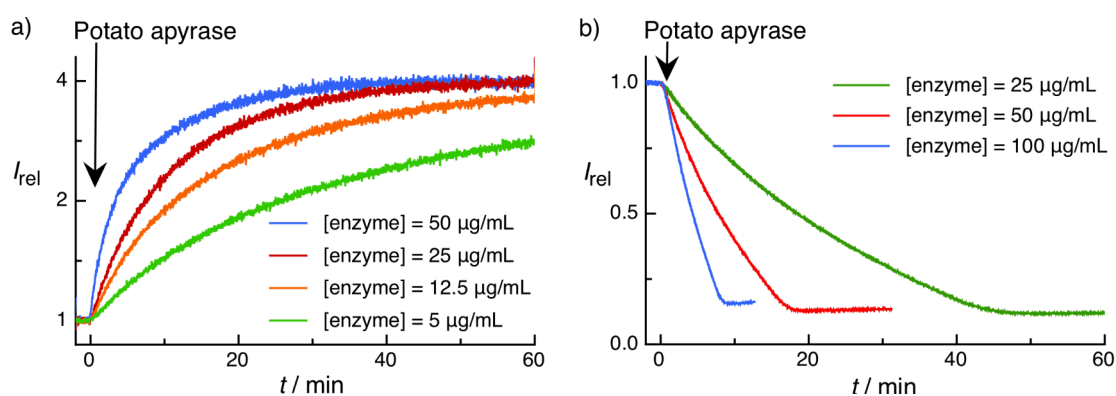 a)
Potato apyrase
4
2
1
I rel
0
20
40
60
t / min
[enzyme] = 50 μg/mL
[enzyme] = 25 μg/mL
[enzyme] = 12.5 μg/mL
[enzyme] = 5 μg/mL
b)
Potato apyrase
1.0
0.5
0.0
I rel
0
20
40
60
t / min
[enzyme] = 25 μg/mL
[enzyme] = 50 μg/mL
[enzyme] = 100 μg/mL